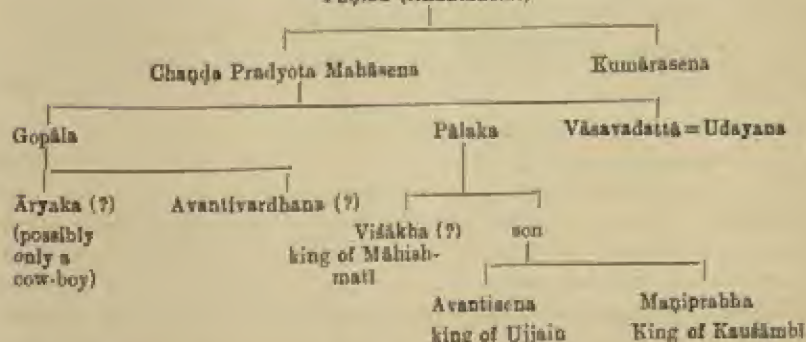 Chaṇḍa Pradyota Mahāsena Kumārasena
Gopāla Pālaka Vāsavadattā = Udayana
Āryaka (?) Avantivardhana (?) Viśākha (?) son
(possibly king of Māhish-
only a matī
cow-boy)
Avantisena Maṇiprabha
king of Ujjain King of Kauśāmbī